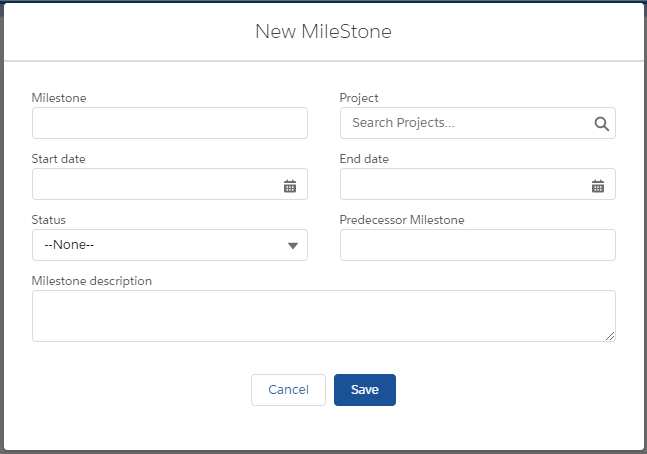 New MileStone
Milestone
Project
Search Projects...
Start date
End date
Status
Predecessor Milestone
--None--
Milestone description
Cancel
Save